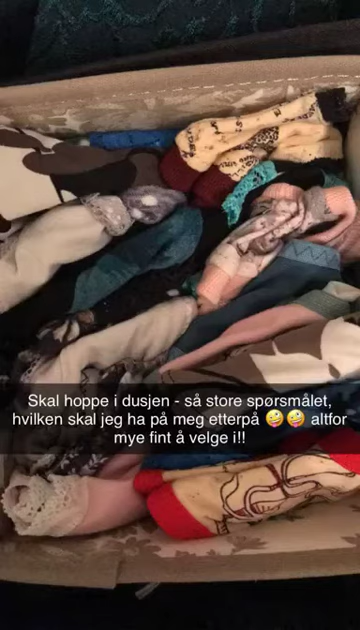 Skal hoppe i dusjen - så store spørsmålet,
hvilken skal jeg ha på meg etterpå 🤪🤪 altfor
mye fint å velge i!!